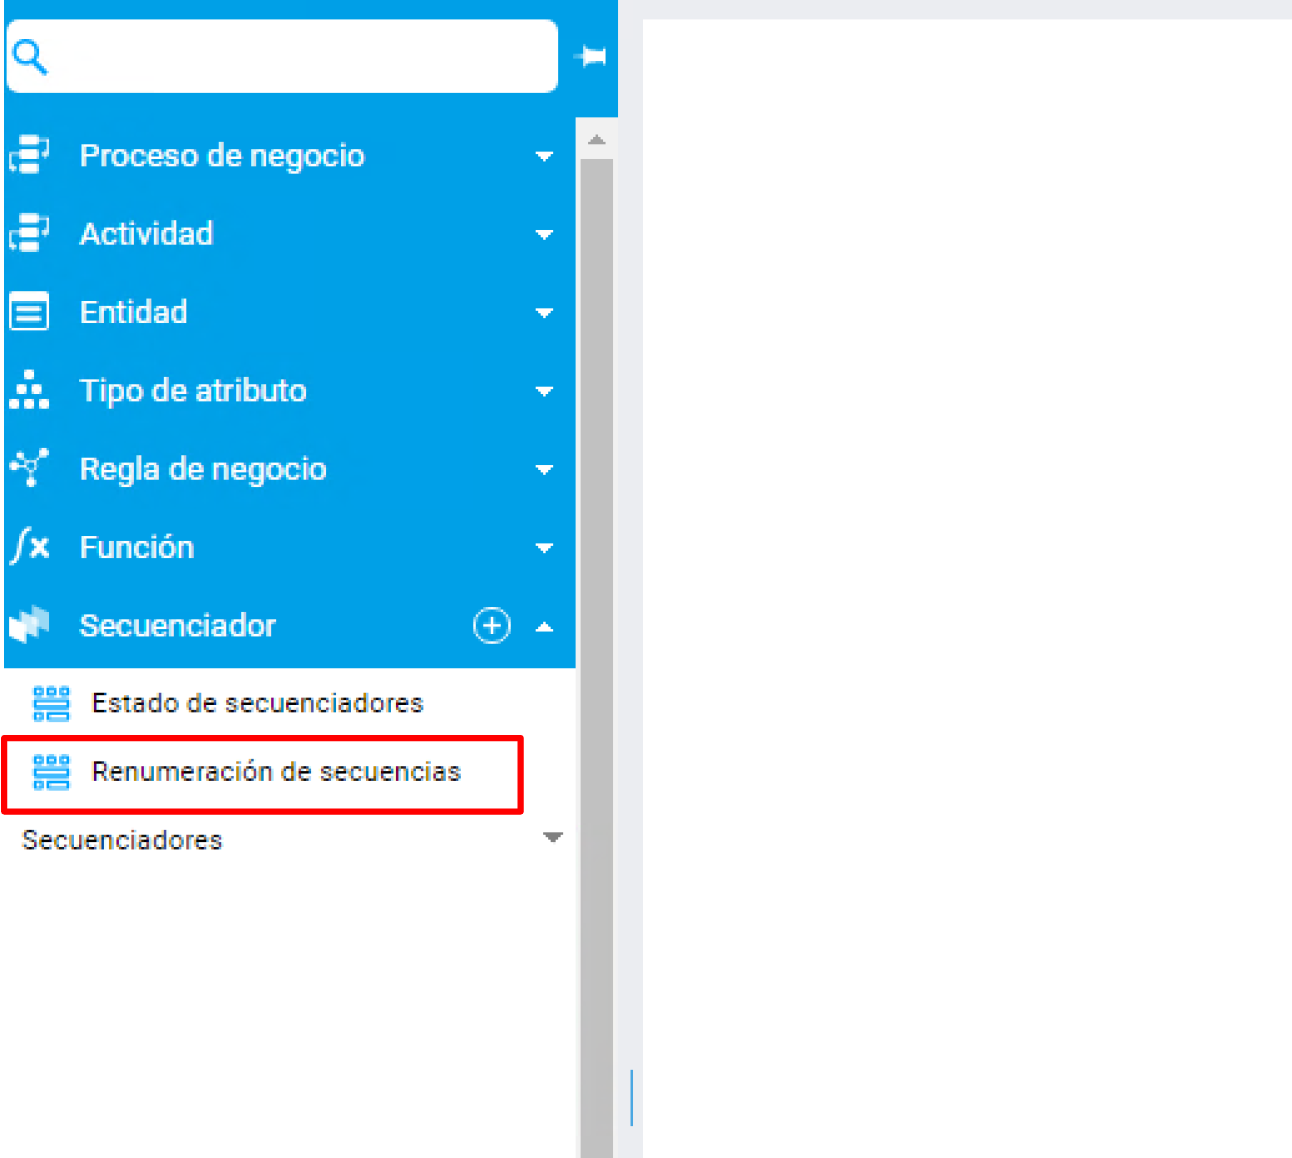 Proceso de negocio
Actividad
Entidad
Tipo de atributo
Regla de negocio
Función
Secuenciador
Estado de secuenciadores
Renumeración de secuencias
Secuenciadores